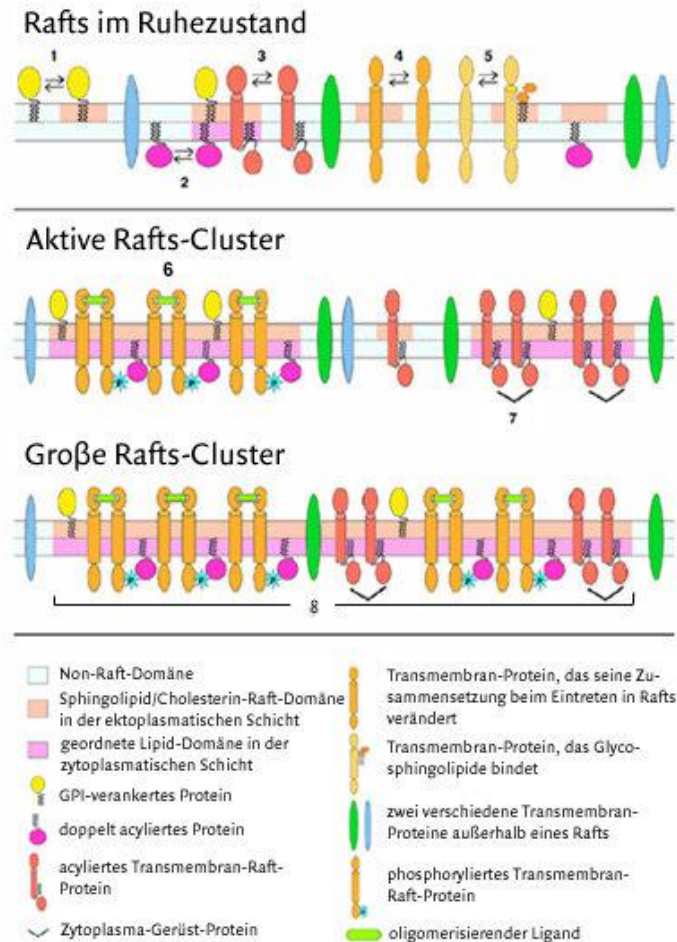 Rafts im Ruhezustand
1
3
4
5
2
Aktive Rafts-Cluster
6
7
Große Rafts-Cluster
8
Non-Raft-Domäne
Sphingolipid/Cholesterin-Raft-Domäne
in der ektoplasmatischen Schicht
geordnete Lipid-Domäne in der
zytoplasmatischen Schicht
GPI-verankertes Protein
doppelt acyliertes Protein
acyliertes Transmembran-Raft-
Protein
Zytoplasma-Gerüst-Protein
Transmembran-Protein, das seine Zu-
sammensetzung beim Eintreten in Rafts
verändert
Transmembran-Protein, das Glyco-
sphingolipide bindet
zwei verschiedene Transmembran-
Proteine außerhalb eines Rafts
phosphoryliertes Transmembran-
Raft-Protein
oligomerisierender Ligand